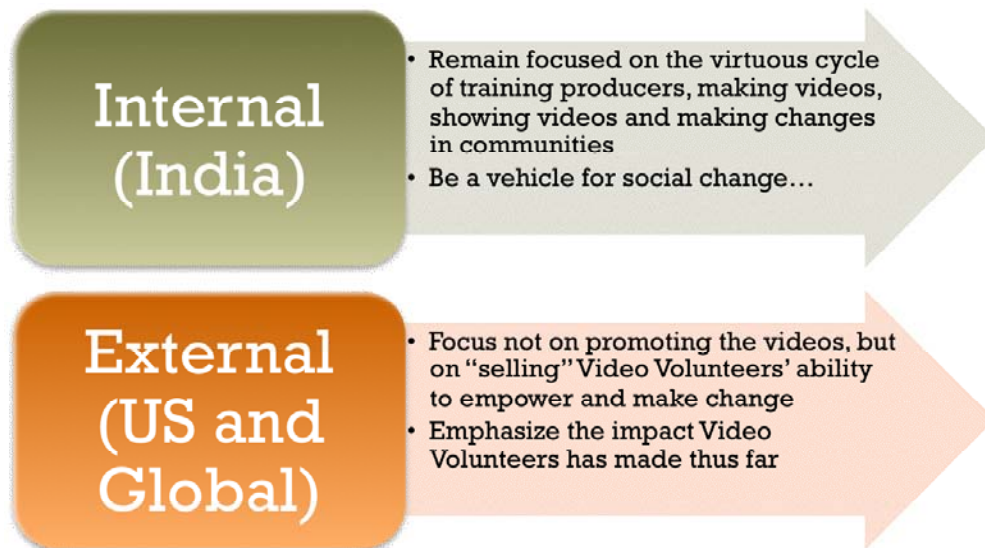 Internal
(India)
• Remain focused on the virtuous cycle
of training producers, making videos,
showing videos and making changes
in communities
• Be a vehicle for social change…
External
(US and
Global)
• Focus not on promoting the videos, but
on “selling” Video Volunteers’ ability
to empower and make change
• Emphasize the impact Video
Volunteers has made thus far